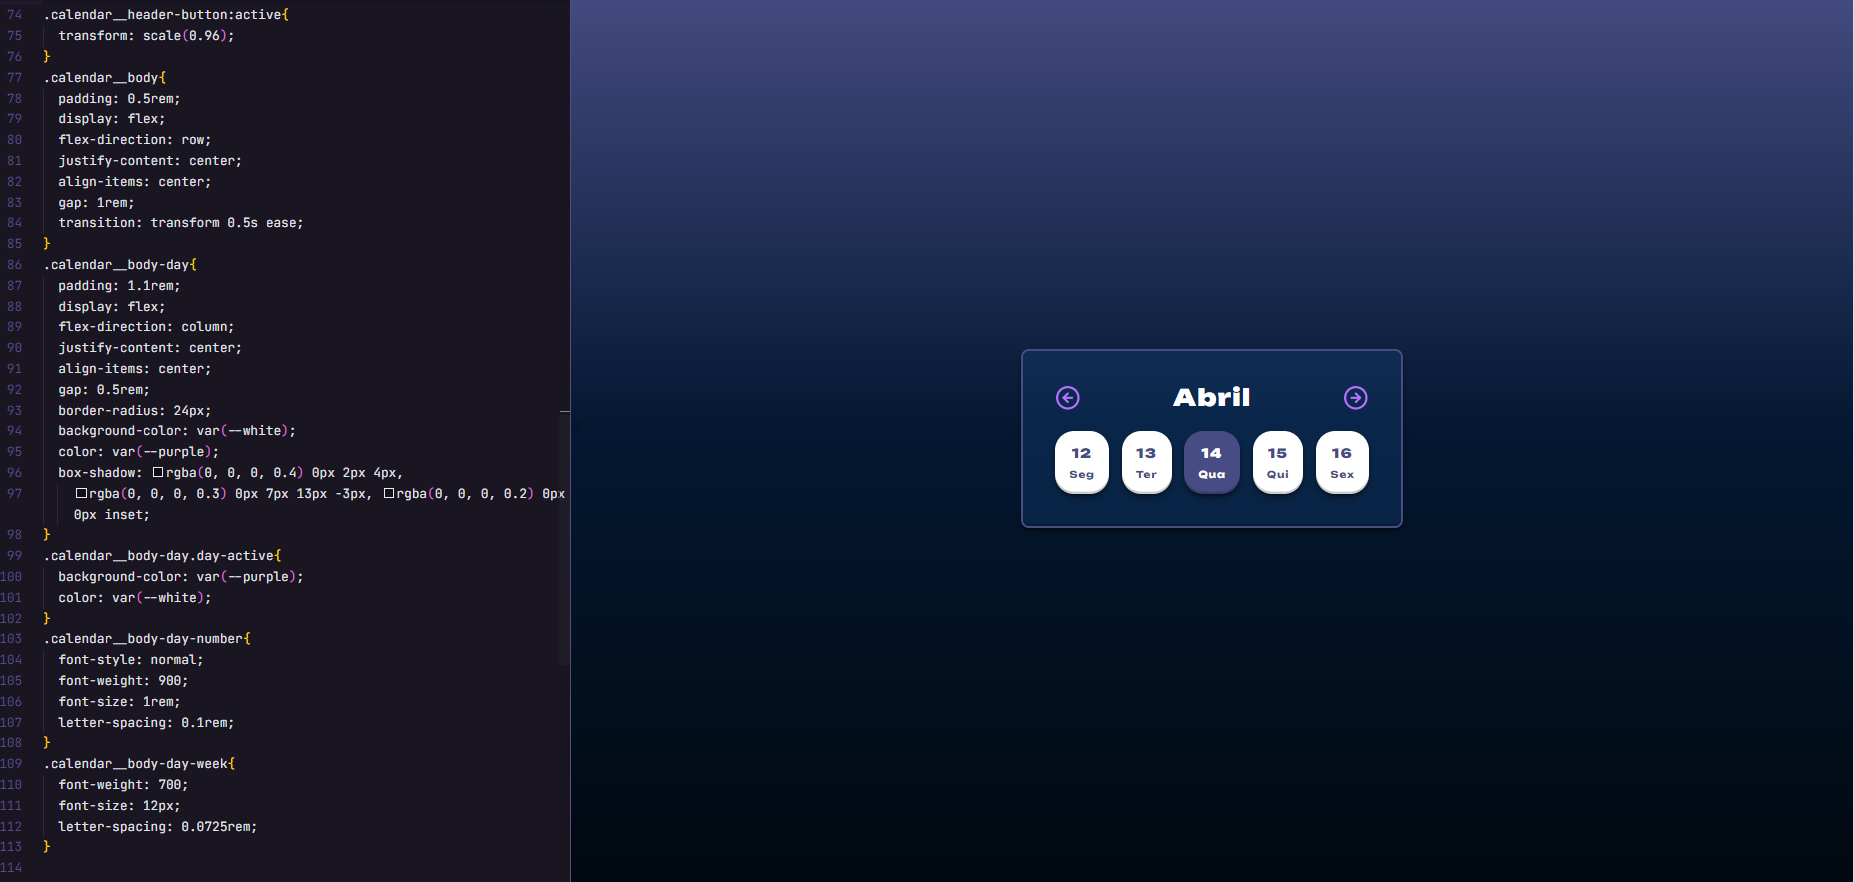 74 .calendar__header-button:active{
75 transform: scale(0.96);
76 }
77 .calendar__body{
78 padding: 0.5rem;
79 display: flex;
80 flex-direction: row;
81 justify-content: center;
82 align-items: center;
83 gap: 1rem;
84 transition: transform 0.5s ease;
85 }
86 .calendar__body-day{
87 padding: 1.1rem;
88 display: flex;
89 flex-direction: column;
90 justify-content: center;
91 align-items: center;
92 gap: 0.5rem;
93 border-radius: 24px;
94 background-color: var(--white);
95 color: var(--purple);
96 box-shadow: rgba(0, 0, 0, 0.4) 0px 2px 4px,
97 rgba(0, 0, 0, 0.3) 0px 7px 13px -3px, rgba(0, 0, 0, 0.2) 0px
0px inset;
98 }
99 .calendar__body-day.day-active{
100 background-color: var(--purple);
101 color: var(--white);
102 }
103 .calendar__body-day-number{
104 font-style: normal;
105 font-weight: 900;
106 font-size: 1rem;
107 letter-spacing: 0.1rem;
108 }
109 .calendar__body-day-week{
110 font-weight: 700;
111 font-size: 12px;
112 letter-spacing: 0.0725rem;
113 }
114
Abril
12 13 14 15 16
Seg Ter Qua Qui Sex